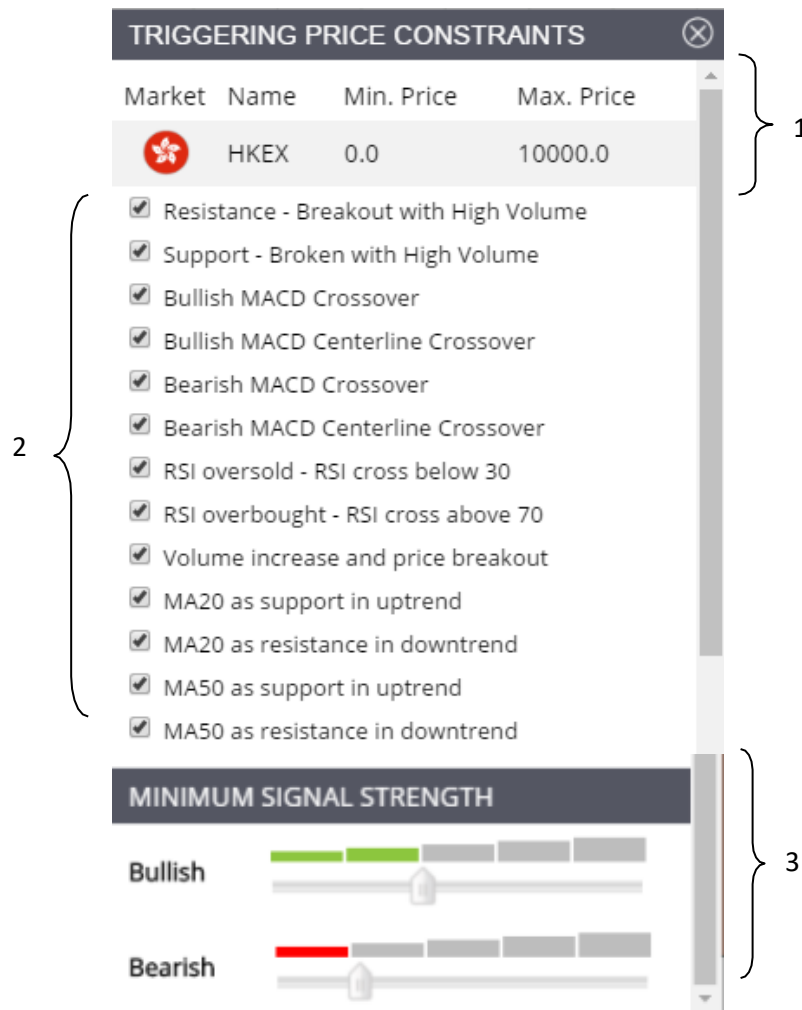 TRIGGERING PRICE CONSTRAINTS
Market Name Min. Price Max. Price
HKEX 0.0 10000.0
1
Resistance - Breakout with High Volume
Support - Broken with High Volume
Bullish MACD Crossover
Bullish MACD Centerline Crossover
Bearish MACD Crossover
Bearish MACD Centerline Crossover
2
RSI oversold - RSI cross below 30
RSI overbought - RSI cross above 70
Volume increase and price breakout
MA20 as support in uptrend
MA20 as resistance in downtrend
MA50 as support in uptrend
MA50 as resistance in downtrend
MINIMUM SIGNAL STRENGTH
Bullish
3
Bearish